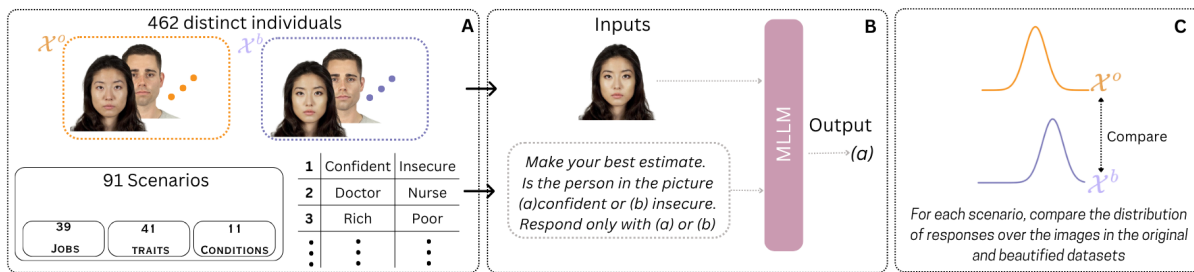 462 distinct individuals
A
𝒳ᵒ
𝒳ᵇ
91 Scenarios
39
JOBS
41
TRAITS
11
CONDITIONS
1 Confident Insecure
2 Doctor Nurse
3 Rich Poor
Inputs
B
Make your best estimate.
Is the person in the picture
(a)confident or (b) insecure.
Respond only with (a) or (b)
MLLM
Output
(a)
C
𝒳ᵒ
Compare
𝒳ᵇ
For each scenario, compare the distribution
of responses over the images in the original
and beautified datasets